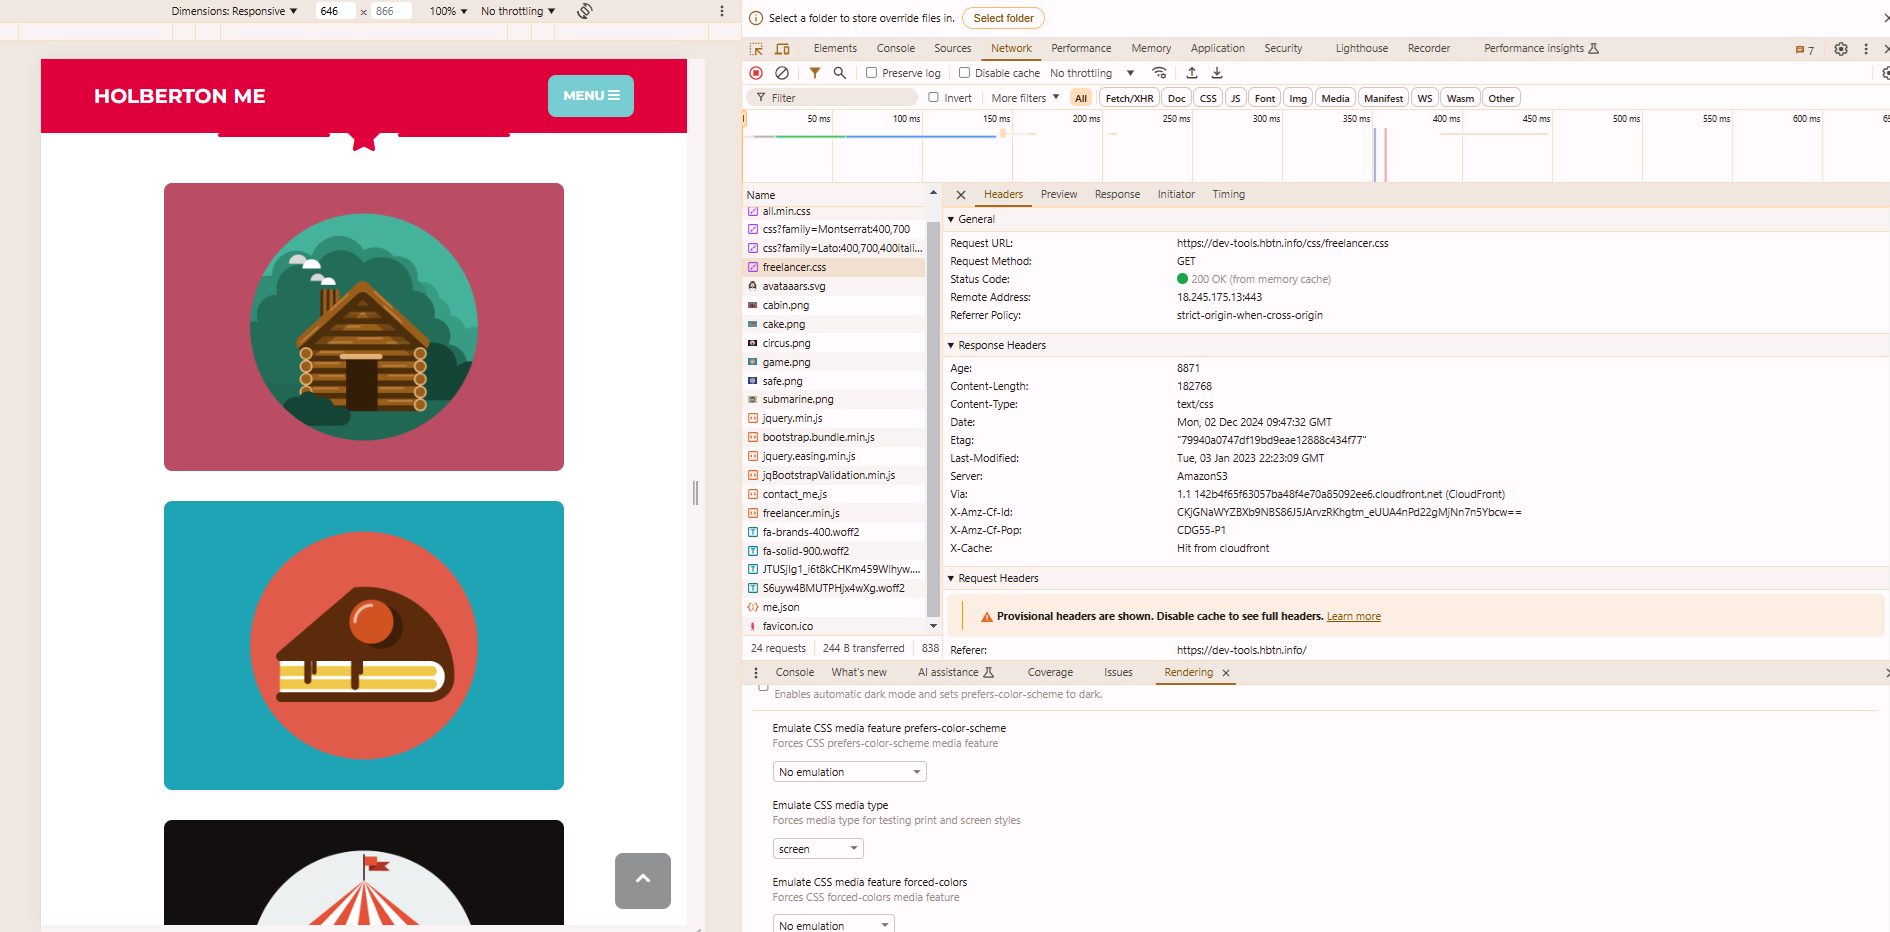 Dimensions: Responsive 646 x 866 100% No throttling
HOLBERTON ME
MENU
Select a folder to store override files in. Select folder
Elements Console Sources Network Performance Memory Application Security Lighthouse Recorder Performance insights 7
Preserve log Disable cache No throttling
Filter Invert More filters All Fetch/XHR Doc CSS JS Font Img Media Manifest WS Wasm Other
50 ms 100 ms 150 ms 200 ms 250 ms 300 ms 350 ms 400 ms 450 ms 500 ms 550 ms 600 ms
Name
all.min.css
css?family=Montserrat:400,700
css?family=Lato:400,700,400itali...
freelancer.css
avataaars.svg
cabin.png
cake.png
circus.png
game.png
safe.png
submarine.png
jquery.min.js
bootstrap.bundle.min.js
jquery.easing.min.js
jqBootstrapValidation.min.js
contact_me.js
freelancer.min.js
fa-brands-400.woff2
fa-solid-900.woff2
JTUSjIg1_i6t8kCHKm459Wlhyw....
S6uyw4BMUTPHjx4wXg.woff2
me.json
favicon.ico
24 requests 244 B transferred 838
Headers Preview Response Initiator Timing
General
Request URL: https://dev-tools.hbtn.info/css/freelancer.css
Request Method: GET
Status Code: 200 OK (from memory cache)
Remote Address: 18.245.175.13:443
Referrer Policy: strict-origin-when-cross-origin
Response Headers
Age: 8871
Content-Length: 182768
Content-Type: text/css
Date: Mon, 02 Dec 2024 09:47:32 GMT
Etag: "79940a0747df19bd9eae12888c434f77"
Last-Modified: Tue, 03 Jan 2023 22:23:09 GMT
Server: AmazonS3
Via: 1.1 142b4f65f63057ba48f4e70a85092ee6.cloudfront.net (CloudFront)
X-Amz-Cf-Id: CKjGNaWYZBXb9NBS86J5JArvzRKhgtm_eUUA4nPd22gMjNn7n5Ybcw==
X-Amz-Cf-Pop: CDG55-P1
X-Cache: Hit from cloudfront
Request Headers
Provisional headers are shown. Disable cache to see full headers. Learn more
Referer: https://dev-tools.hbtn.info/
Console What's new AI assistance Coverage Issues Rendering
Enables automatic dark mode and sets prefers-color-scheme to dark.
Emulate CSS media feature prefers-color-scheme
Forces CSS prefers-color-scheme media feature
No emulation
Emulate CSS media type
Forces media type for testing print and screen styles
screen
Emulate CSS media feature forced-colors
Forces CSS forced-colors media feature
No emulation